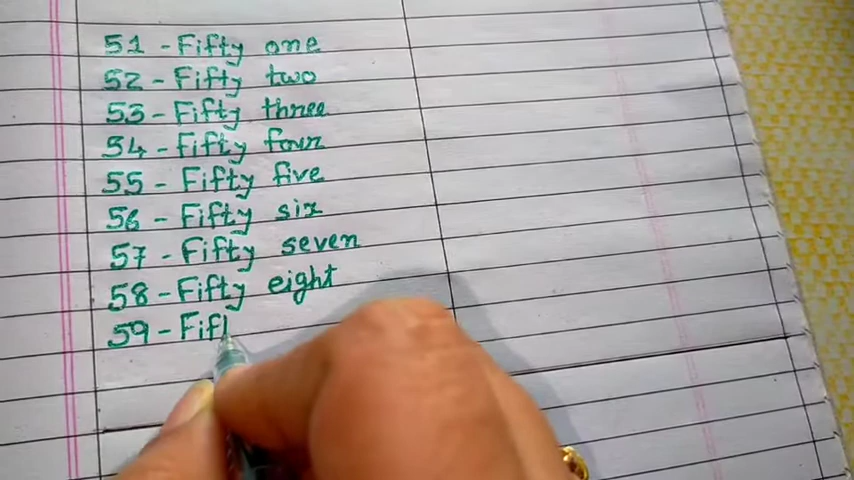 51 - Fifty one
52 - Fifty two
53 - Fifty three
54 - Fifty four
55 - Fifty five
56 - Fifty six
57 - Fifty seven
58 - Fifty eight
59 - Fif